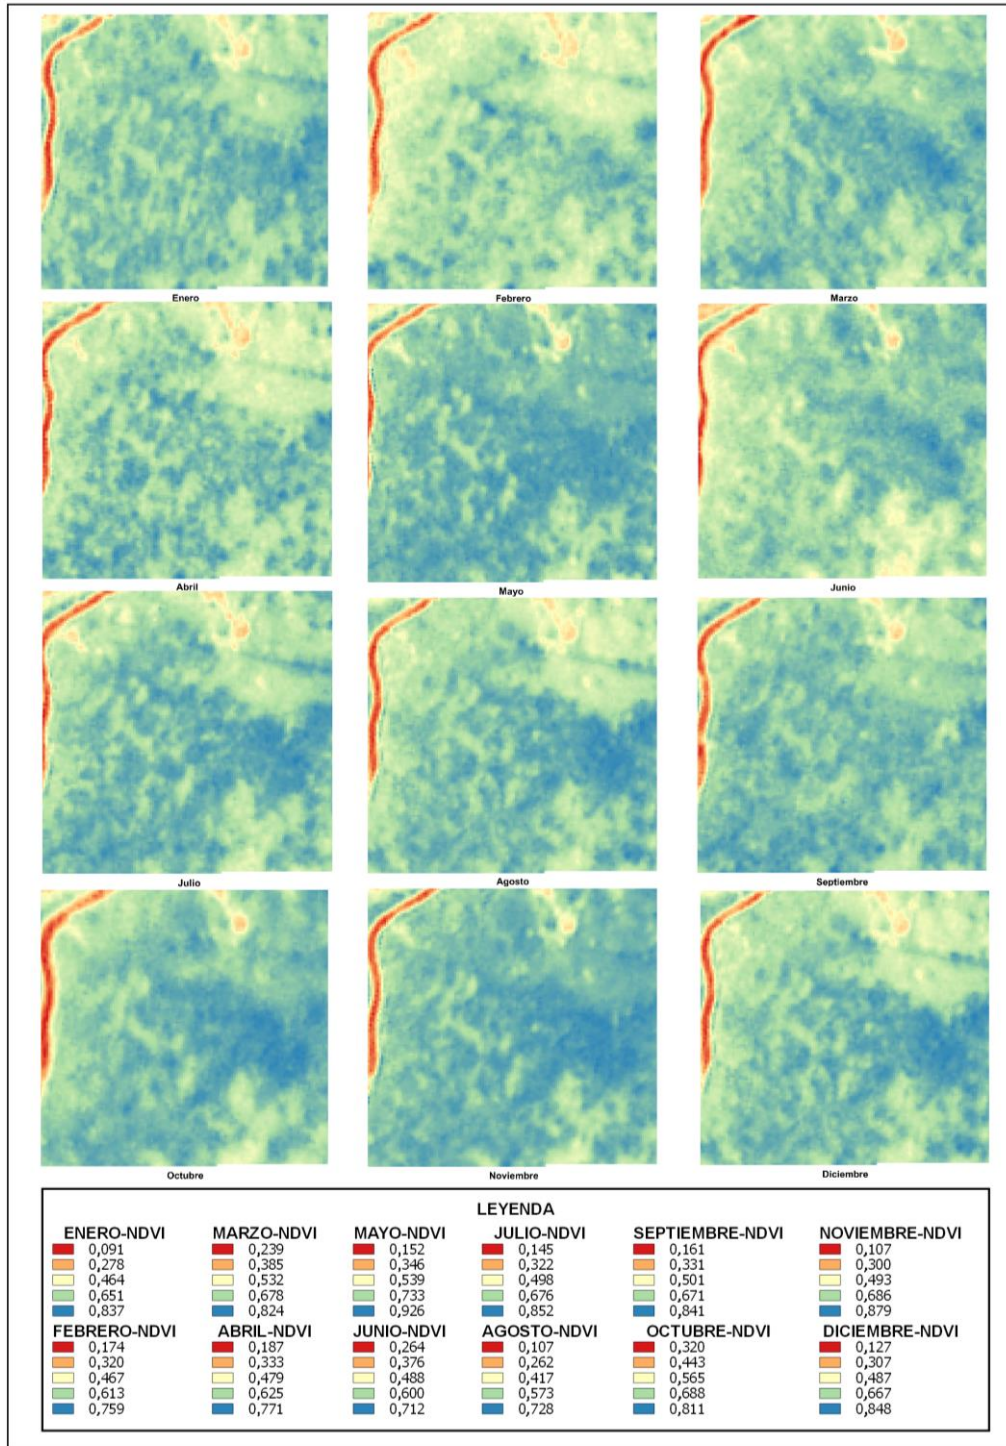 Enero Febrero Marzo
Abril Mayo Junio
Julio Agosto Septiembre
Octubre Noviembre Diciembre
LEYENDA
ENERO-NDVI MARZO-NDVI MAYO-NDVI JULIO-NDVI SEPTIEMBRE-NDVI NOVIEMBRE-NDVI
0,091 0,239 0,152 0,145 0,161 0,107
0,278 0,385 0,346 0,322 0,331 0,300
0,464 0,532 0,539 0,498 0,501 0,493
0,651 0,678 0,733 0,676 0,671 0,686
0,837 0,824 0,926 0,852 0,841 0,879
FEBRERO-NDVI ABRIL-NDVI JUNIO-NDVI AGOSTO-NDVI OCTUBRE-NDVI DICIEMBRE-NDVI
0,174 0,187 0,264 0,107 0,320 0,127
0,320 0,333 0,376 0,262 0,443 0,307
0,467 0,479 0,488 0,417 0,565 0,487
0,613 0,625 0,600 0,573 0,688 0,667
0,759 0,771 0,712 0,728 0,811 0,848